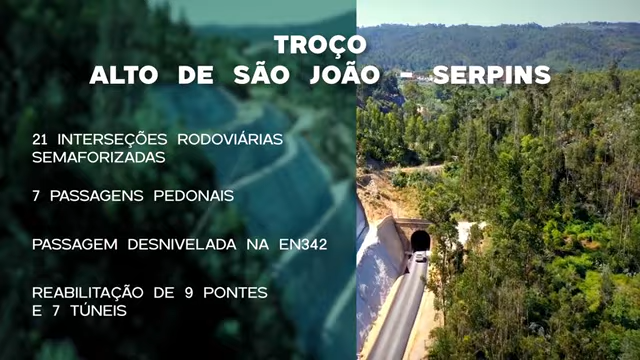 TROÇO
ALTO DE SÃO JOÃO SERPINS
21 INTERSEÇÕES RODOVIÁRIAS
SEMAFORIZADAS
7 PASSAGENS PEDONAIS
PASSAGEM DESNIVELADA NA EN342
REABILITAÇÃO DE 9 PONTES
E 7 TÚNEIS